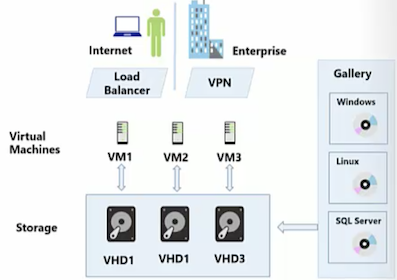 Internet
Enterprise
Load
Balancer
VPN
Gallery
Windows
Linux
SQL Server
Virtual
Machines
VM1
VM2
VM3
Storage
VHD1
VHD1
VHD3